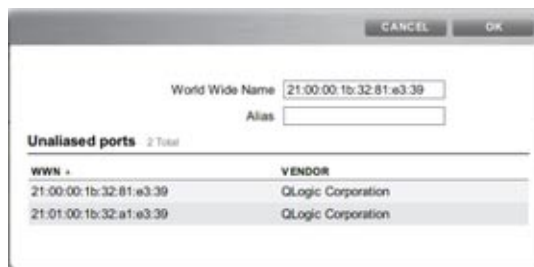 CANCEL OK
World Wide Name 21:00:00:1b:32:81:e3:39
Alias
Unaliased ports 2 Total
WWN VENDOR
21:00:00:1b:32:81:e3:39 QLogic Corporation
21:01:00:1b:32:a1:e3:39 QLogic Corporation